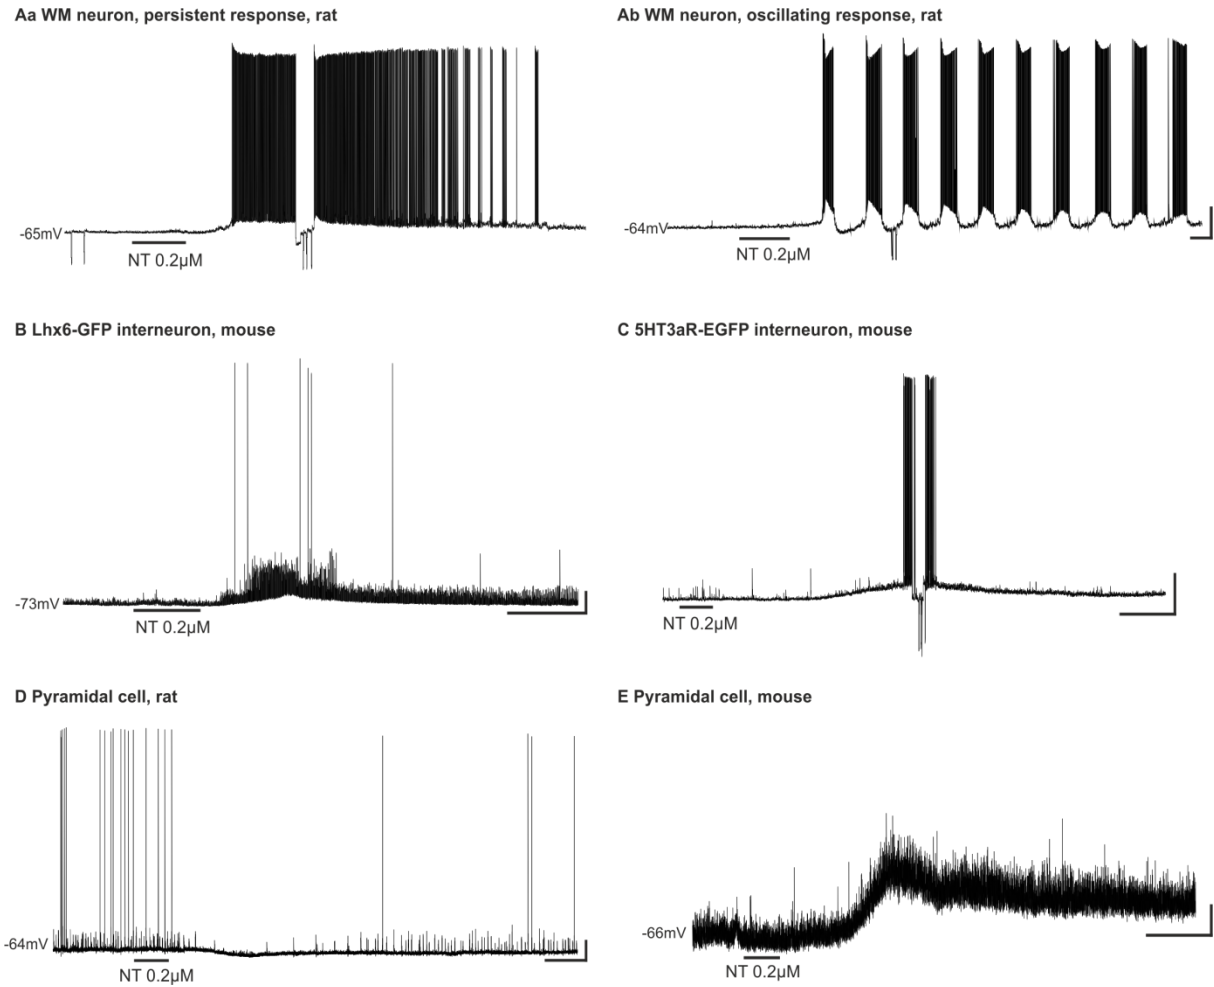 Aa WM neuron, persistent response, rat
Ab WM neuron, oscillating response, rat
-65mV
NT 0.2µM
-64mV
NT 0.2µM
B Lhx6-GFP interneuron, mouse
C 5HT3aR-EGFP interneuron, mouse
-73mV
NT 0.2µM
NT 0.2µM
D Pyramidal cell, rat
E Pyramidal cell, mouse
-64mV
NT 0.2µM
-66mV
NT 0.2µM